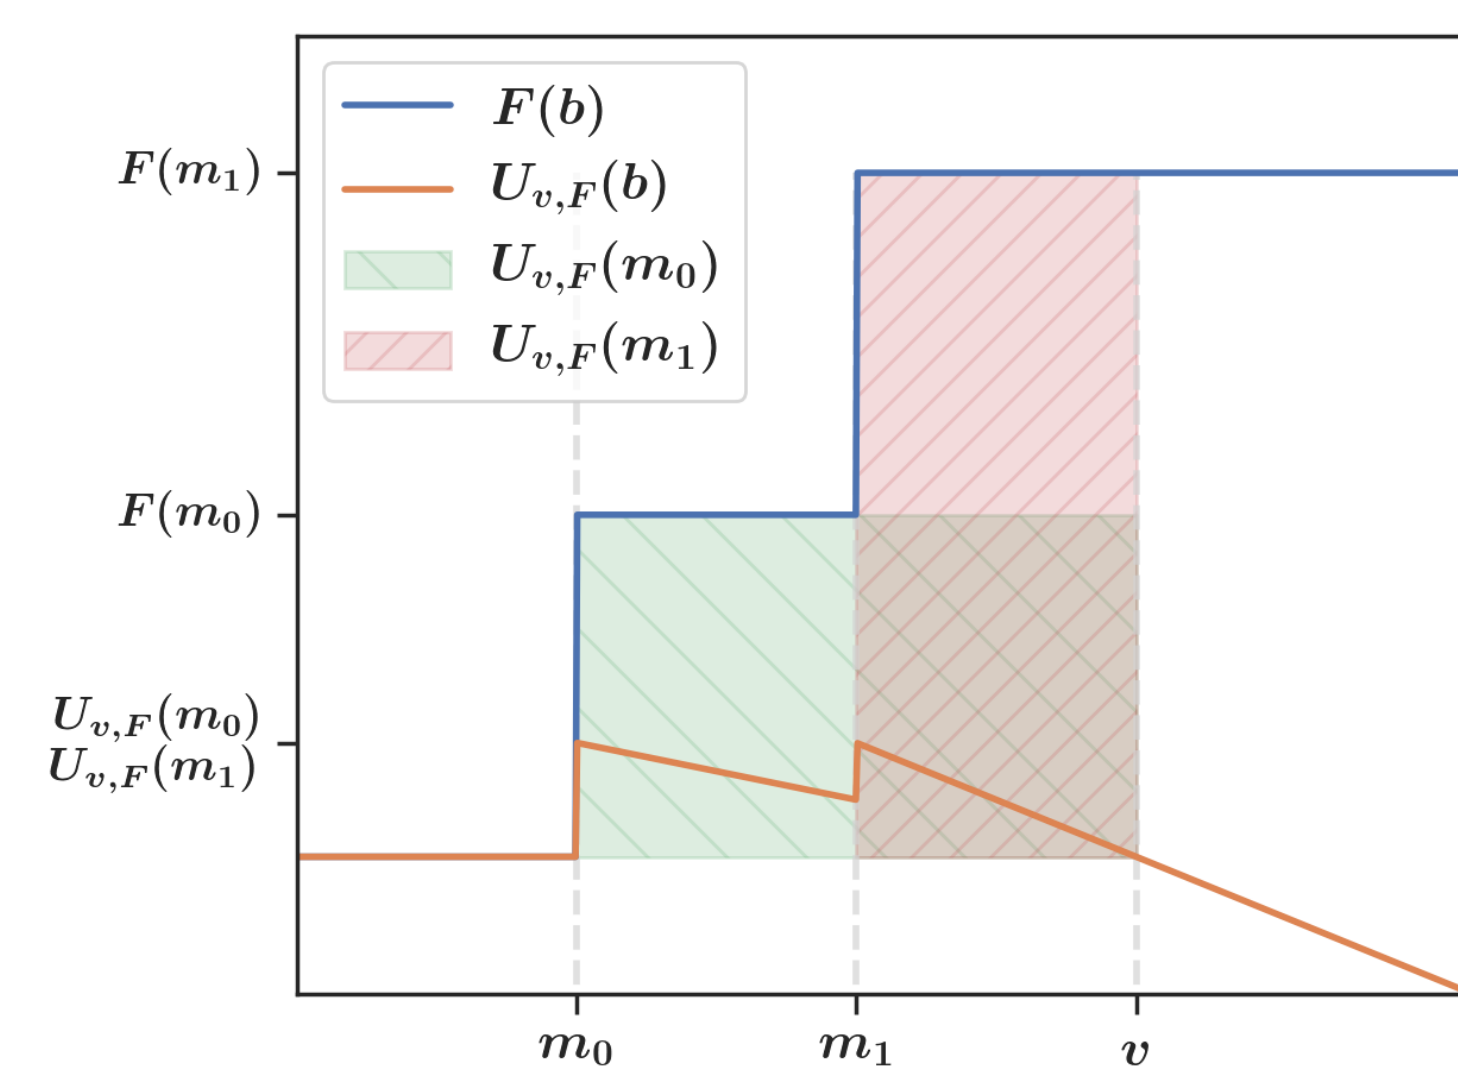 F(b)
U_{v,F}(b)
U_{v,F}(m_0)
U_{v,F}(m_1)
F(m_1)
F(m_0)
U_{v,F}(m_0)
U_{v,F}(m_1)
m_0
m_1
v